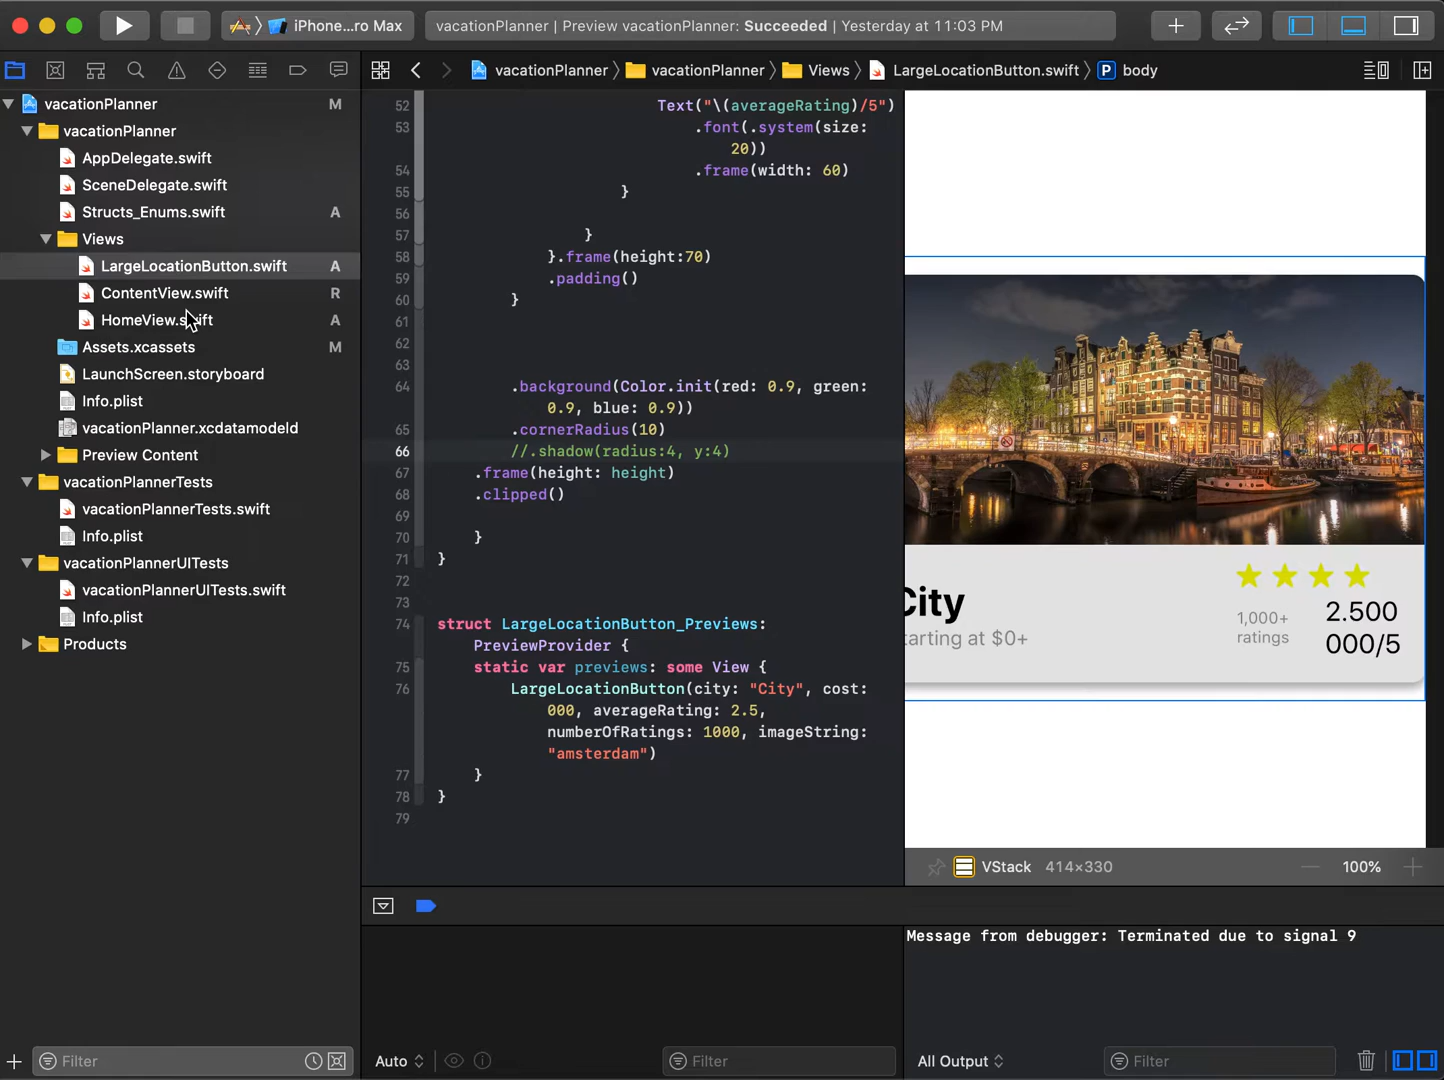 iPhone...ro Max
vacationPlanner | Preview vacationPlanner: Succeeded | Yesterday at 11:03 PM
vacationPlanner
vacationPlanner
Views
LargeLocationButton.swift
P body
vacationPlanner M
vacationPlanner
AppDelegate.swift
SceneDelegate.swift
Structs_Enums.swift A
Views
LargeLocationButton.swift A
ContentView.swift R
HomeView.swift A
Assets.xcassets M
LaunchScreen.storyboard
Info.plist
vacationPlanner.xcdatamodeld
Preview Content
vacationPlannerTests
vacationPlannerTests.swift
Info.plist
vacationPlannerUITests
vacationPlannerUITests.swift
Info.plist
Products
Filter
52 Text("\(averageRating)/5")
53 .font(.system(size:
20))
54 .frame(width: 60)
55 }
56
57 }
58 }.frame(height:70)
59 .padding()
60 }
61
62
63
64 .background(Color.init(red: 0.9, green:
0.9, blue: 0.9))
65 .cornerRadius(10)
66 //.shadow(radius:4, y:4)
67 .frame(height: height)
68 .clipped()
69
70 }
71 }
72
73
74 struct LargeLocationButton_Previews:
PreviewProvider {
75 static var previews: some View {
76 LargeLocationButton(city: "City", cost:
000, averageRating: 2.5,
numberOfRatings: 1000, imageString:
"amsterdam")
77 }
78 }
79
City
tarting at $0+
1,000+
ratings
2.500
000/5
VStack 414×330
100%
Message from debugger: Terminated due to signal 9
Auto
Filter
All Output
Filter